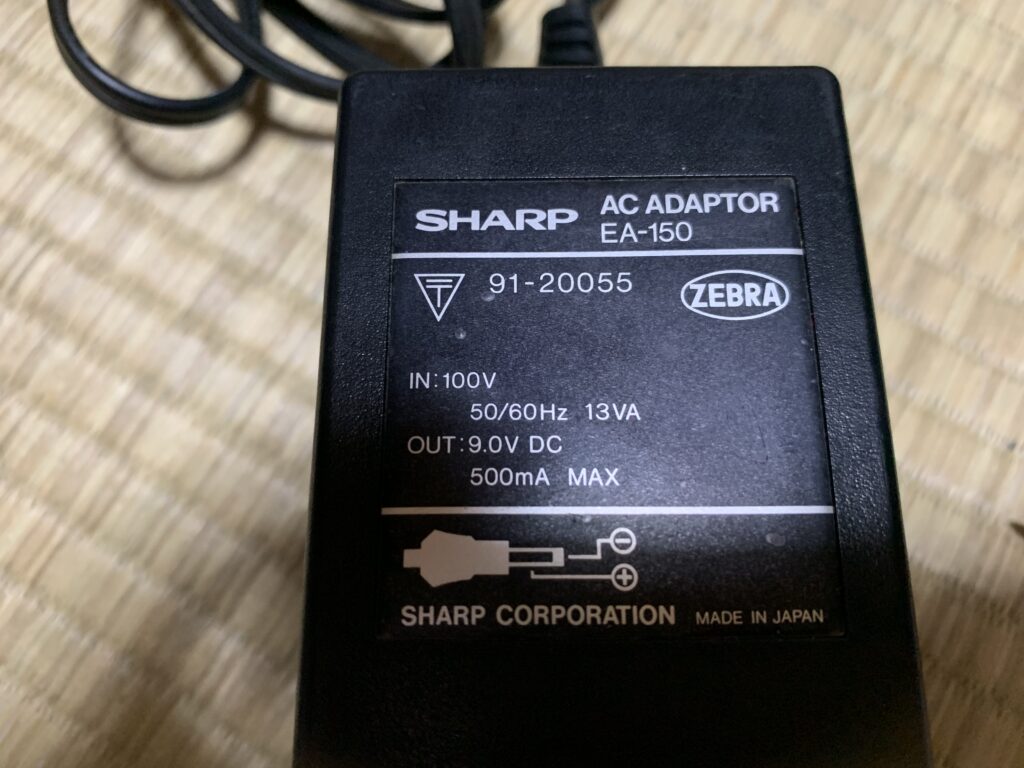 SHARP AC ADAPTOR
EA-150
91-20055 ZEBRA
IN:100V
50/60Hz 13VA
OUT:9.0V DC
500mA MAX
SHARP CORPORATION MADE IN JAPAN